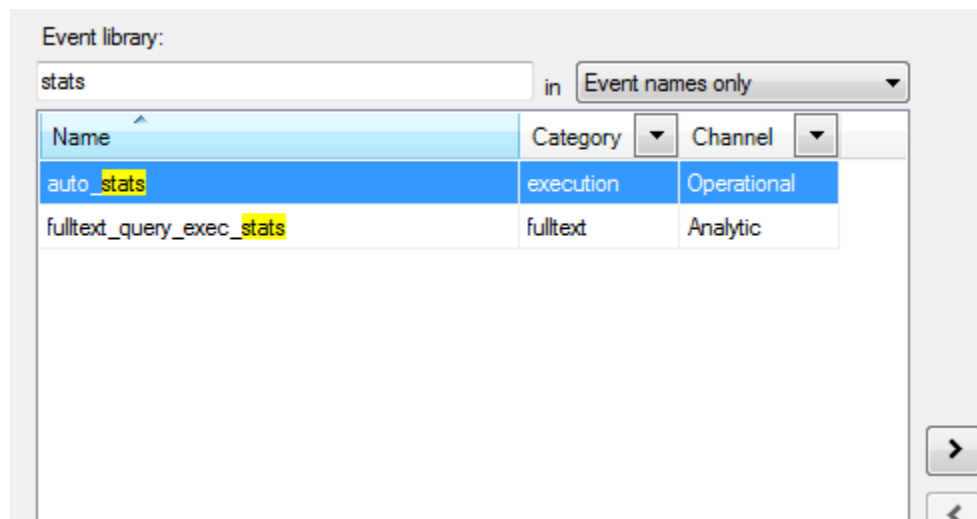 Event library:
stats in Event names only
Name Category Channel
auto_stats execution Operational
fulltext_query_exec_stats fulltext Analytic
>
<